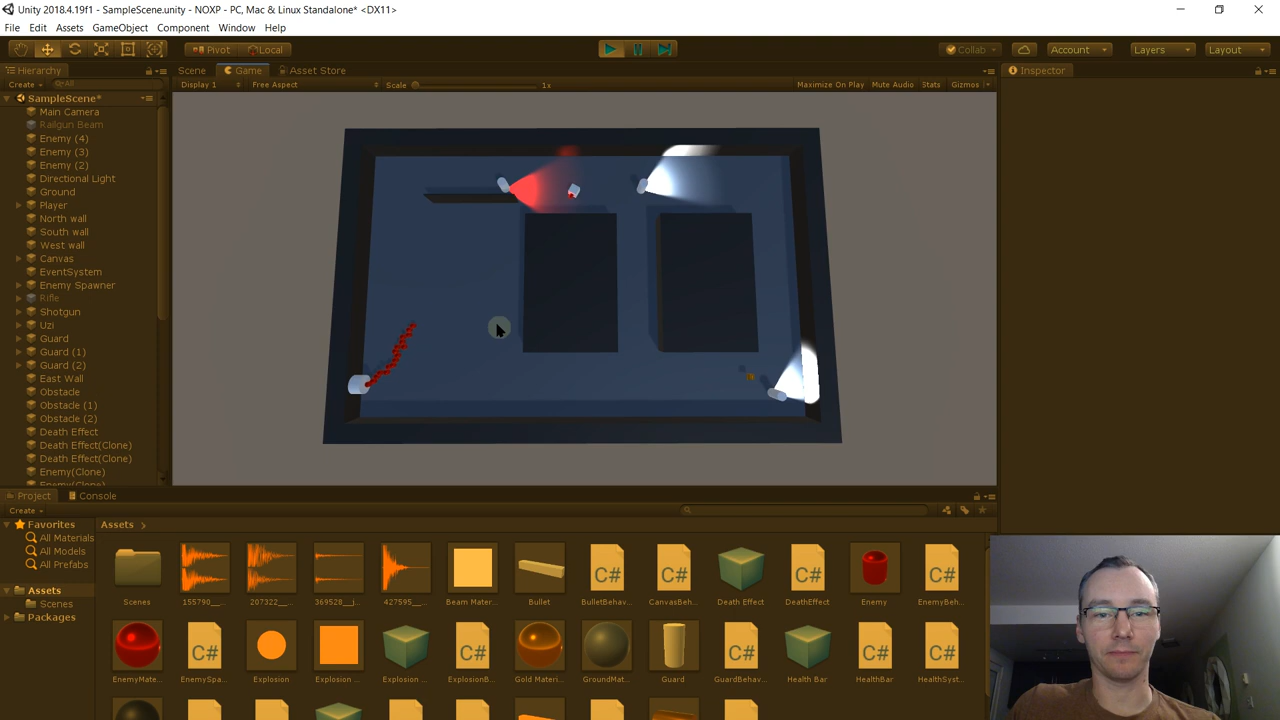 Unity 2018.4.19f1 - SampleScene.unity - NOXP - PC, Mac & Linux Standalone* <DX11>
File Edit Assets GameObject Component Window Help
Pivot Local Collab Account Layers Layout
Hierarchy Scene Game Asset Store Inspector
Create All Display 1 Free Aspect Scale 1x Maximize On Play Mute Audio Stats Gizmos
SampleScene*
Main Camera
Railgun Beam
Enemy (4)
Enemy (3)
Enemy (2)
Directional Light
Ground
Player
North wall
South wall
West wall
Canvas
EventSystem
Enemy Spawner
Rifle
Shotgun
Uzi
Guard
Guard (1)
Guard (2)
East Wall
Obstacle
Obstacle (1)
Obstacle (2)
Death Effect
Death Effect(Clone)
Death Effect(Clone)
Enemy(Clone)
Project Console
Create
Favorites
All Materials
All Models
All Prefabs
Assets
Scenes
Packages
Assets
Scenes 155790__... 207322__... 369528__j... 427595__... Beam Mater... Bullet BulletBehav... CanvasBeh... Death Effect DeathEffect Enemy EnemyBeh...
C# C# C# C#
EnemyMate... EnemySpa... Explosion Explosion ... Explosion ... ExplosionB... Gold Materi... GroundMat... Guard GuardBehav... Health Bar HealthBar HealthSyst...
C# C# C# C# C#